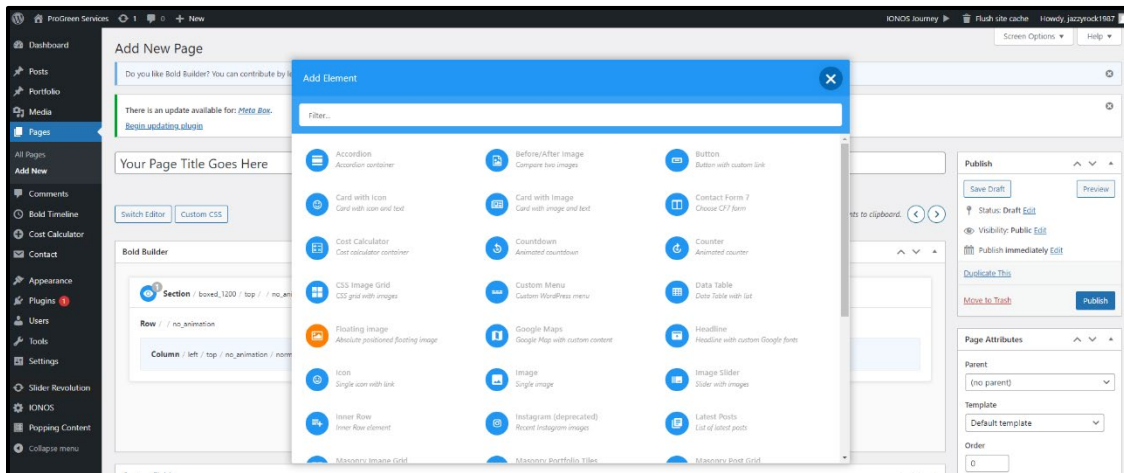 ProGreen Services 1 0 + New IONOS Journey Flush site cache Howdy, jazzyrock1987
Screen Options Help
Dashboard
Posts
Portfolio
Media
Pages
All Pages
Add New
Comments
Bold Timeline
Cost Calculator
Contact
Appearance
Plugins 1
Users
Tools
Settings
Slider Revolution
IONOS
Popping Content
Collapse menu
Add New Page
Do you like Bold Builder? You can contribute by
There is an update available for: Meta Box.
Begin updating plugin
Your Page Title Goes Here
Switch Editor Custom CSS
to clipboard.
Bold Builder
1
Section / boxed_1200 / top / / no_ani
Row / / no_animation
Column / left / top / no_animation / norm
Add Element
Filter...
Accordion
Accordion container
Before/After Image
Compare two images
Button
Button with custom link
Card with Icon
Card with icon and text
Card with Image
Card with image and text
Contact Form 7
Choose CF7 form
Cost Calculator
Cost calculator container
Countdown
Animated countdown
Counter
Animated counter
CSS Image Grid
CSS grid with images
Custom Menu
Custom WordPress menu
Data Table
Data Table with list
Floating Image
Absolute positioned floating image
Google Maps
Google Map with custom content
Headline
Headline with custom Google fonts
Icon
Single icon with link
Image
Single image
Image Slider
Slider with images
Inner Row
Inner Row element
Instagram (deprecated)
Recent Instagram images
Latest Posts
List of latest posts
Masonry Image Grid
Masonry Portfolio Tiles
Masonry Post Grid
Publish
Save Draft Preview
Status: Draft Edit
Visibility: Public Edit
Publish immediately Edit
Duplicate This
Move to Trash Publish
Page Attributes
Parent
(no parent)
Template
Default template
Order
0